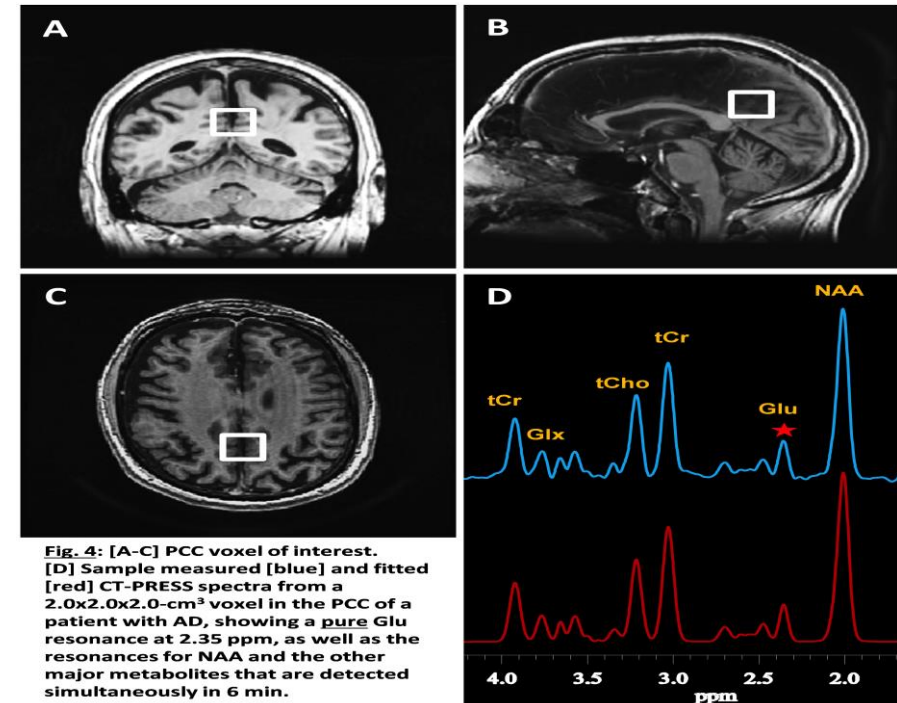 A
B
C
D
NAA
tCr
tCho
tCr
Glu
Glx
4.0 3.5 3.0 2.5 2.0
ppm
Fig. 4: [A-C] PCC voxel of interest.
[D] Sample measured [blue] and fitted
[red] CT-PRESS spectra from a
2.0x2.0x2.0-cm³ voxel in the PCC of a
patient with AD, showing a pure Glu
resonance at 2.35 ppm, as well as the
resonances for NAA and the other
major metabolites that are detected
simultaneously in 6 min.